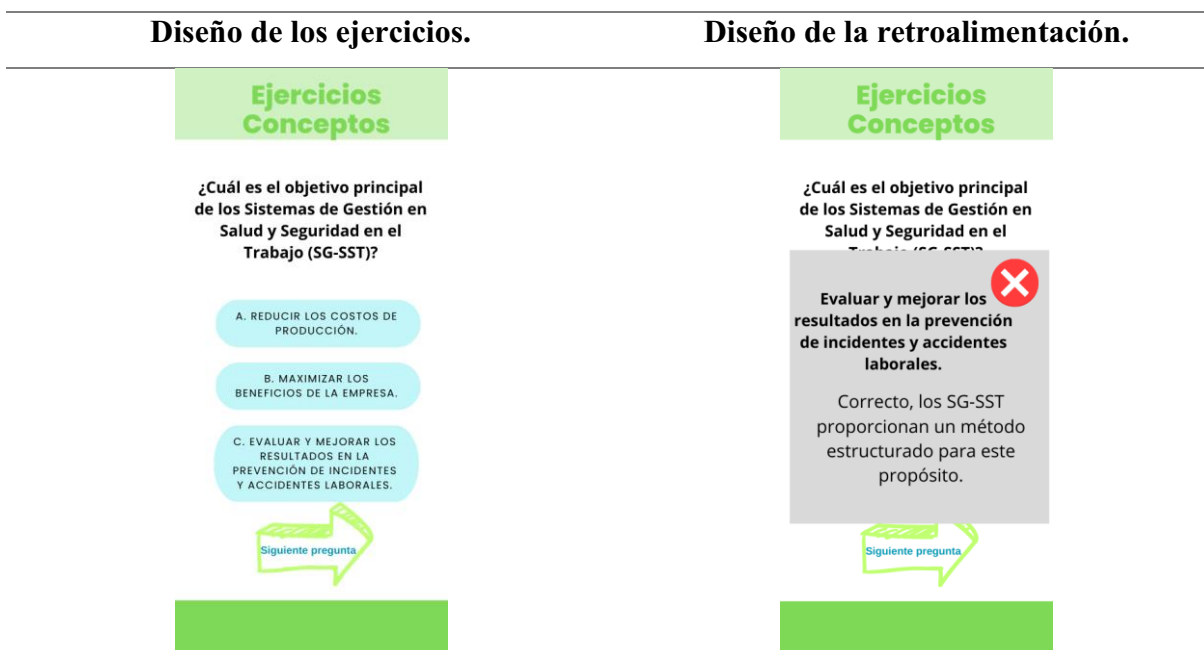 Diseño de los ejercicios.
Diseño de la retroalimentación.
Ejercicios
Conceptos
¿Cuál es el objetivo principal
de los Sistemas de Gestión en
Salud y Seguridad en el
Trabajo (SG-SST)?
A. REDUCIR LOS COSTOS DE
PRODUCCIÓN.
B. MAXIMIZAR LOS
BENEFICIOS DE LA EMPRESA.
C. EVALUAR Y MEJORAR LOS
RESULTADOS EN LA
PREVENCIÓN DE INCIDENTES
Y ACCIDENTES LABORALES.
Siguiente pregunta
Ejercicios
Conceptos
¿Cuál es el objetivo principal
de los Sistemas de Gestión en
Salud y Seguridad en el
Trabajo (SG-SST)?
Evaluar y mejorar los
resultados en la prevención
de incidentes y accidentes
laborales.
Correcto, los SG-SST
proporcionan un método
estructurado para este
propósito.
Siguiente pregunta